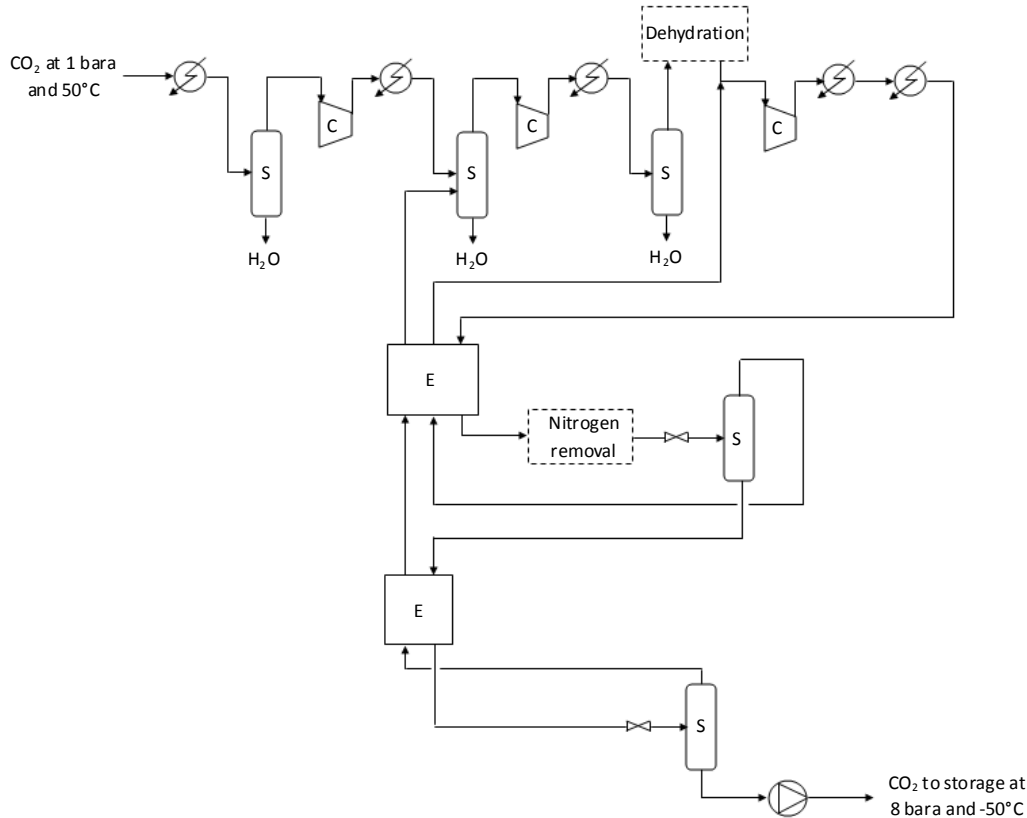 Dehydration
CO₂ at 1 bara
and 50°C
C
C
C
S
S
S
H₂O
H₂O
H₂O
E
Nitrogen
removal
S
E
S
CO₂ to storage at
8 bara and -50°C